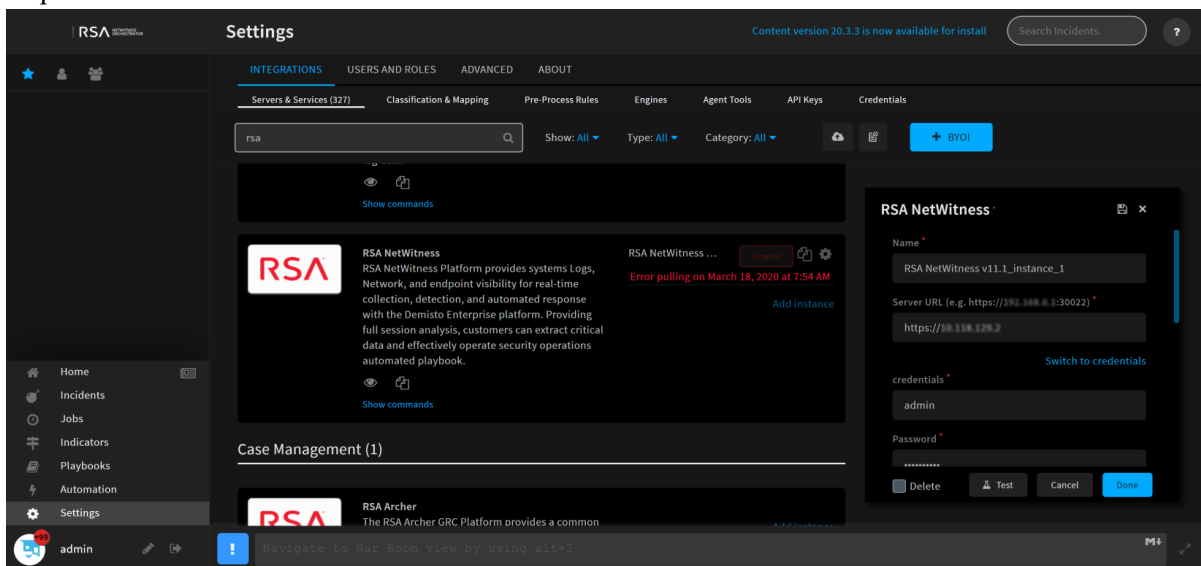 RSA NETWITNESS ORCHESTRATOR
Settings
Content version 20.3.3 is now available for install
Search Incidents.
?
INTEGRATIONS USERS AND ROLES ADVANCED ABOUT
Servers & Services (327) Classification & Mapping Pre-Process Rules Engines Agent Tools API Keys Credentials
rsa
Show: All Type: All Category: All
+ BYOI
Show commands
RSA
RSA NetWitness
RSA NetWitness Platform provides systems Logs,
Network, and endpoint visibility for real-time
collection, detection, and automated response
with the Demisto Enterprise platform. Providing
full session analysis, customers can extract critical
data and effectively operate security operations
automated playbook.
Show commands
RSA NetWitness ... Disable
Error pulling on March 18, 2020 at 7:54 AM
Add instance
Case Management (1)
RSA
RSA Archer
The RSA Archer GRC Platform provides a common
Add instance
RSA NetWitness
Name *
RSA NetWitness v11.1_instance_1
Server URL (e.g. https:// :30022) *
https://
Switch to credentials
credentials *
admin
Password *
Delete Test Cancel Done
Home
Incidents
Jobs
Indicators
Playbooks
Automation
Settings
+99
admin
! Navigate to War Room view by using alt+2
M↓